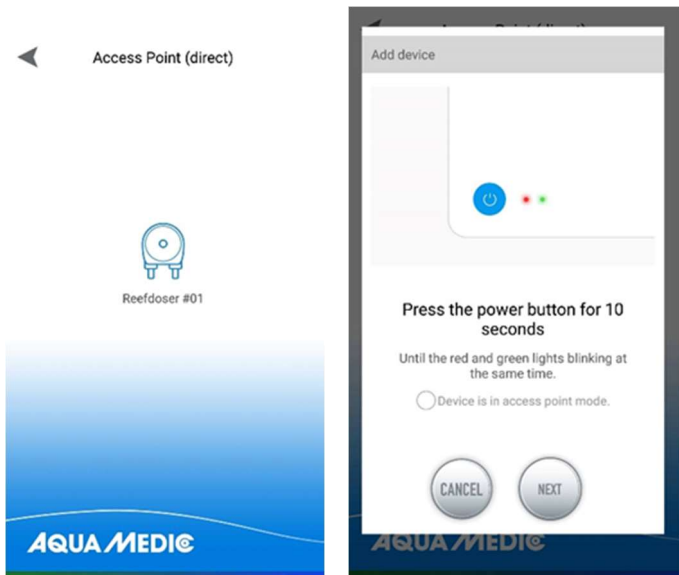 Access Point (direct)
Reefdoser #01
AQUA MEDIC
Add device
Press the power button for 10
seconds
Until the red and green lights blinking at
the same time.
Device is in access point mode.
CANCEL
NEXT
AQUA MEDIC